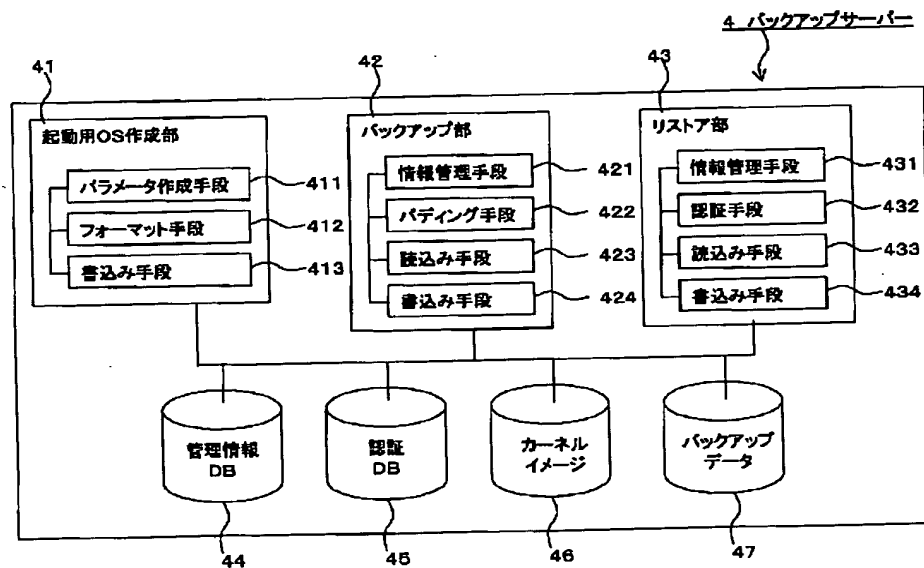 4 バックアップサーバー
41
起動用OS作成部
パラメータ作成手段
411
フォーマット手段
412
書込み手段
413
42
バックアップ部
情報管理手段
421
パディング手段
422
読込み手段
423
書込み手段
424
43
リストア部
情報管理手段
431
認証手段
432
読込み手段
433
書込み手段
434
管理情報
DB
44
認証
DB
45
カーネル
イメージ
46
バックアップ
データ
47